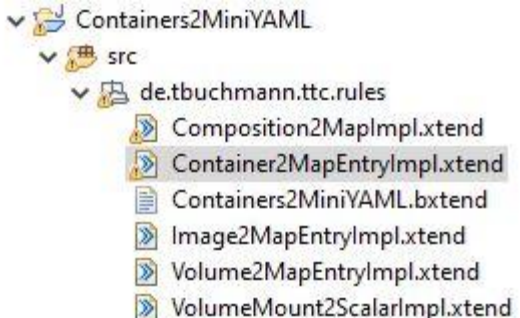 Containers2MiniYAML
src
de.tbuchmann.ttc.rules
Composition2MapImpl.xtend
Container2MapEntryImpl.xtend
Containers2MiniYAML.bxtend
Image2MapEntryImpl.xtend
Volume2MapEntryImpl.xtend
VolumeMount2ScalarImpl.xtend